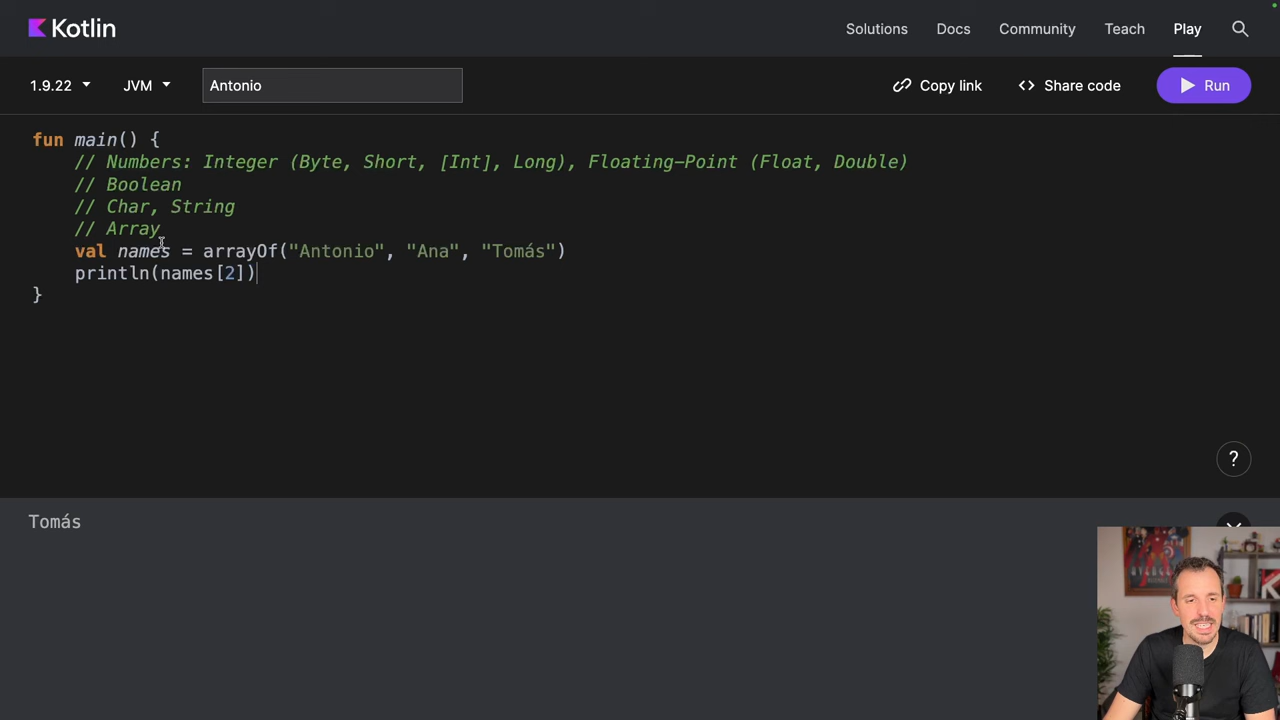 Kotlin
Solutions Docs Community Teach Play
1.9.22 JVM Antonio Copy link <> Share code Run
fun main() {
// Numbers: Integer (Byte, Short, [Int], Long), Floating-Point (Float, Double)
// Boolean
// Char, String
// Array
val names = arrayOf("Antonio", "Ana", "Tomás")
println(names[2])
}
?
Tomás